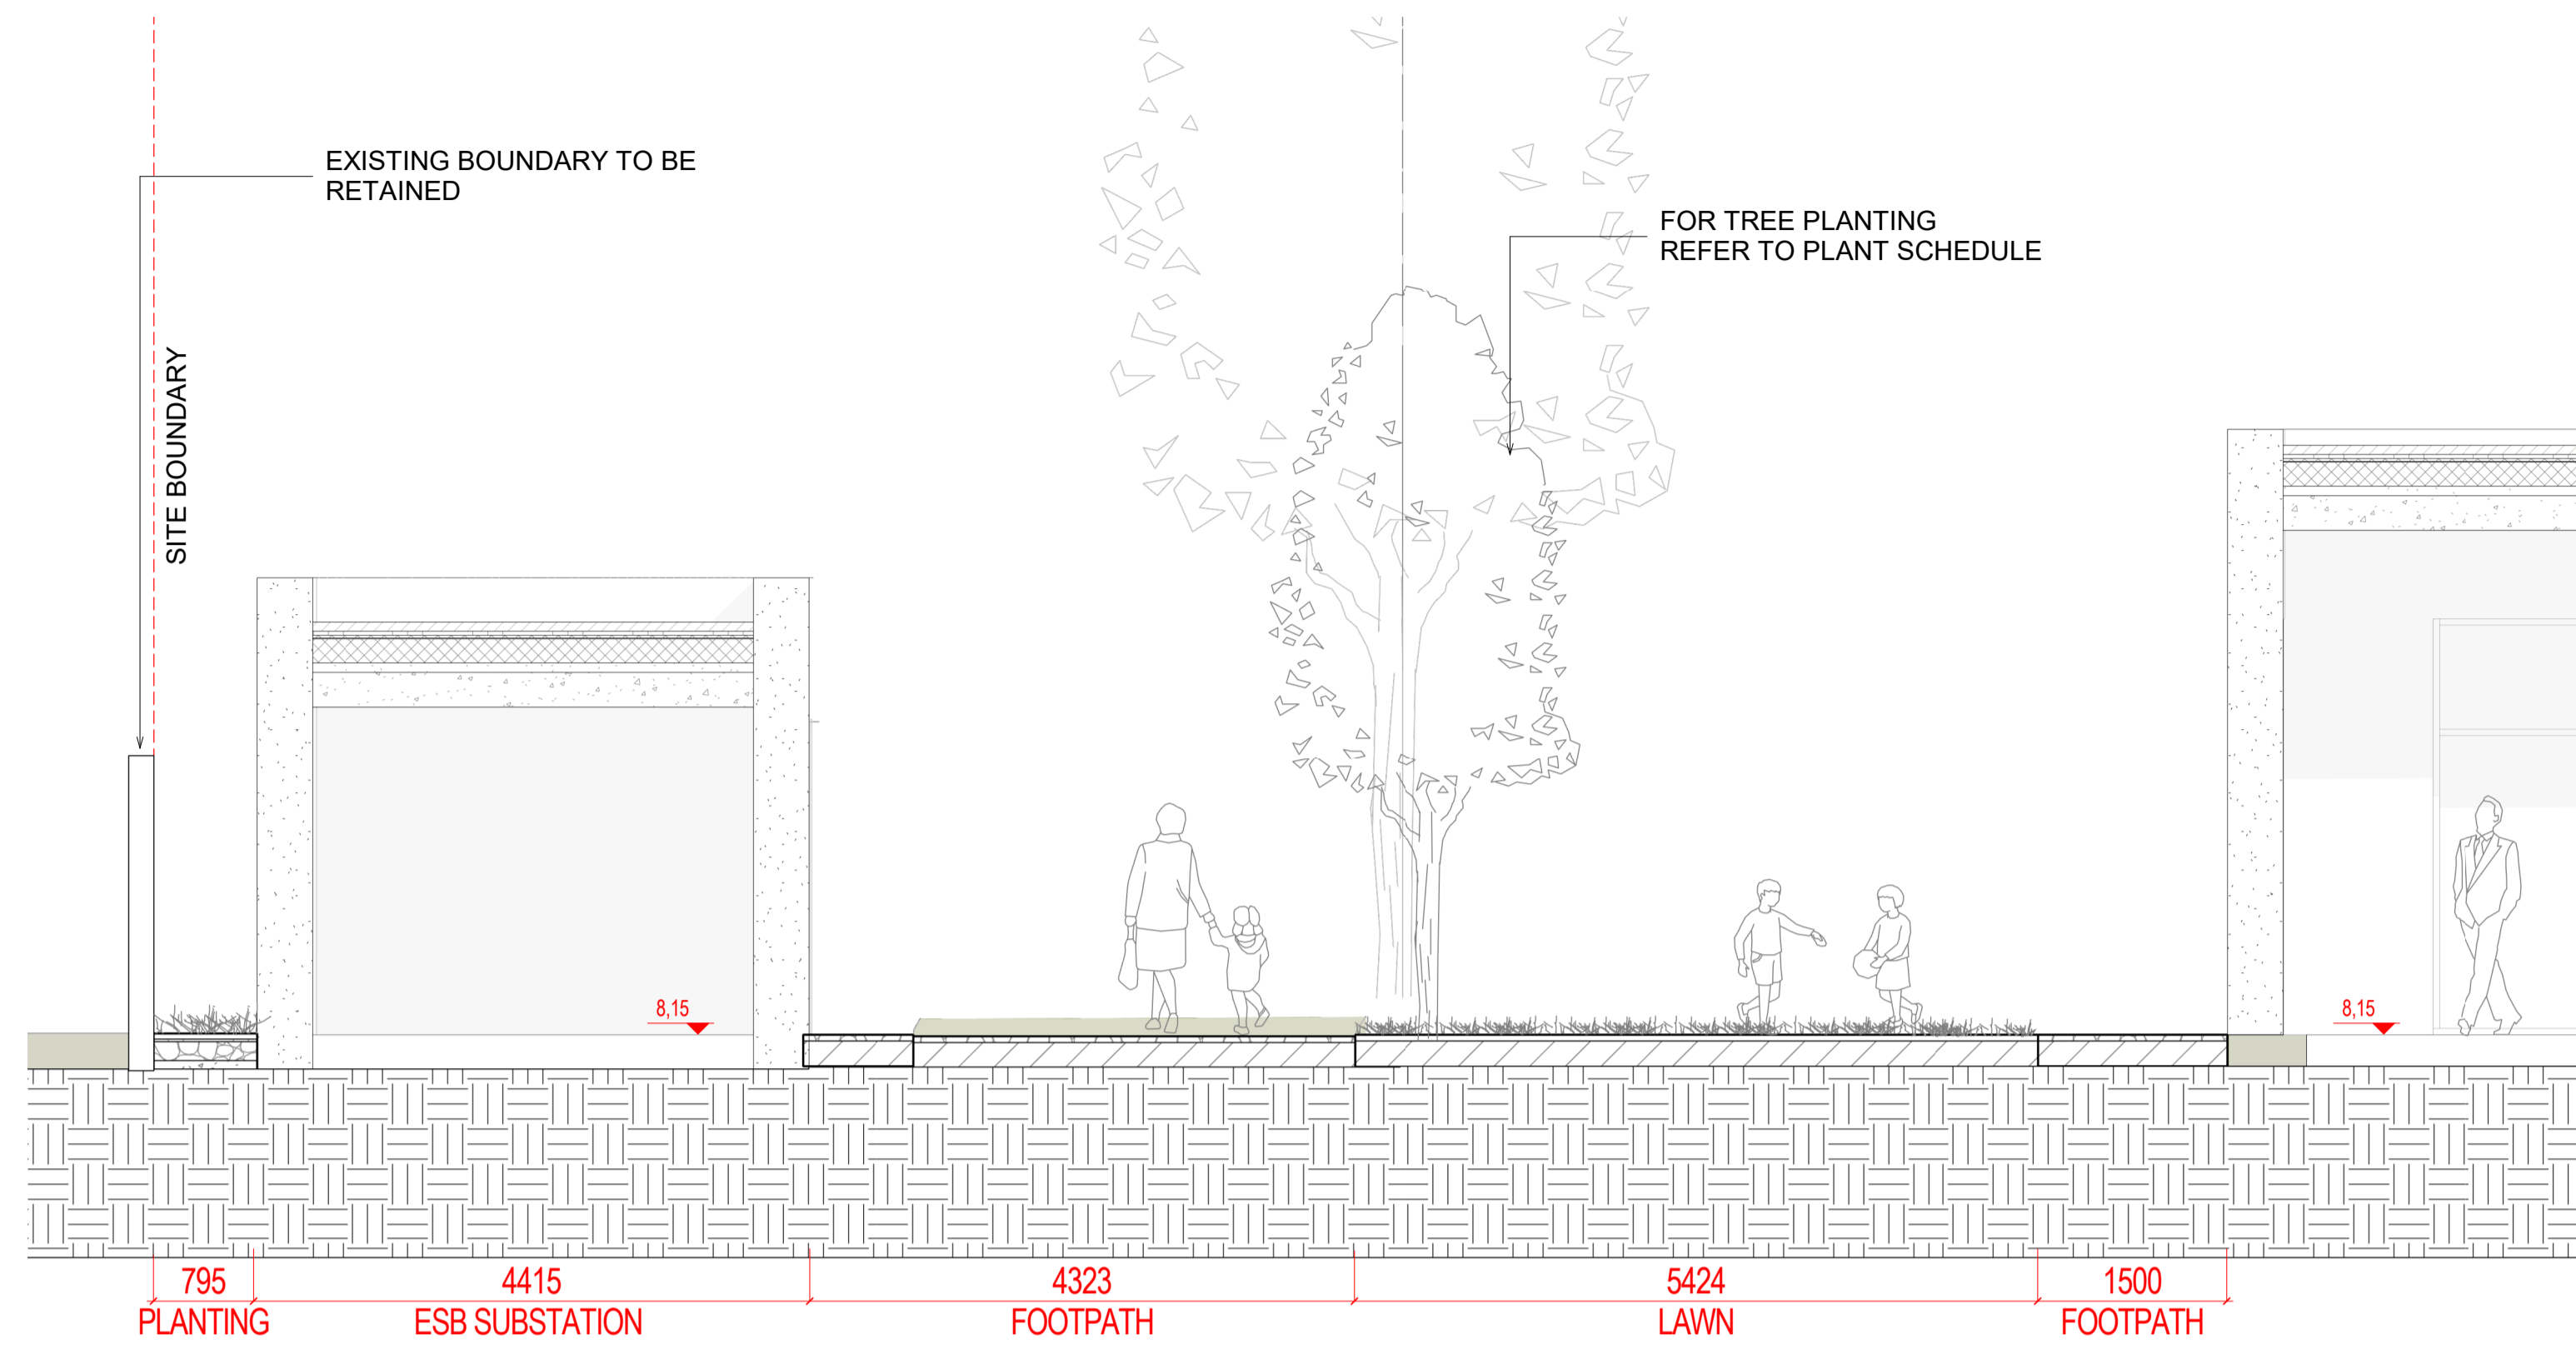 EXISTING BOUNDARY TO BE
RETAINED
FOR TREE PLANTING
REFER TO PLANT SCHEDULE
SITE BOUNDARY
8,15
8,15
795
4415
4323
5424
1500
PLANTING
ESB SUBSTATION
FOOTPATH
LAWN
FOOTPATH